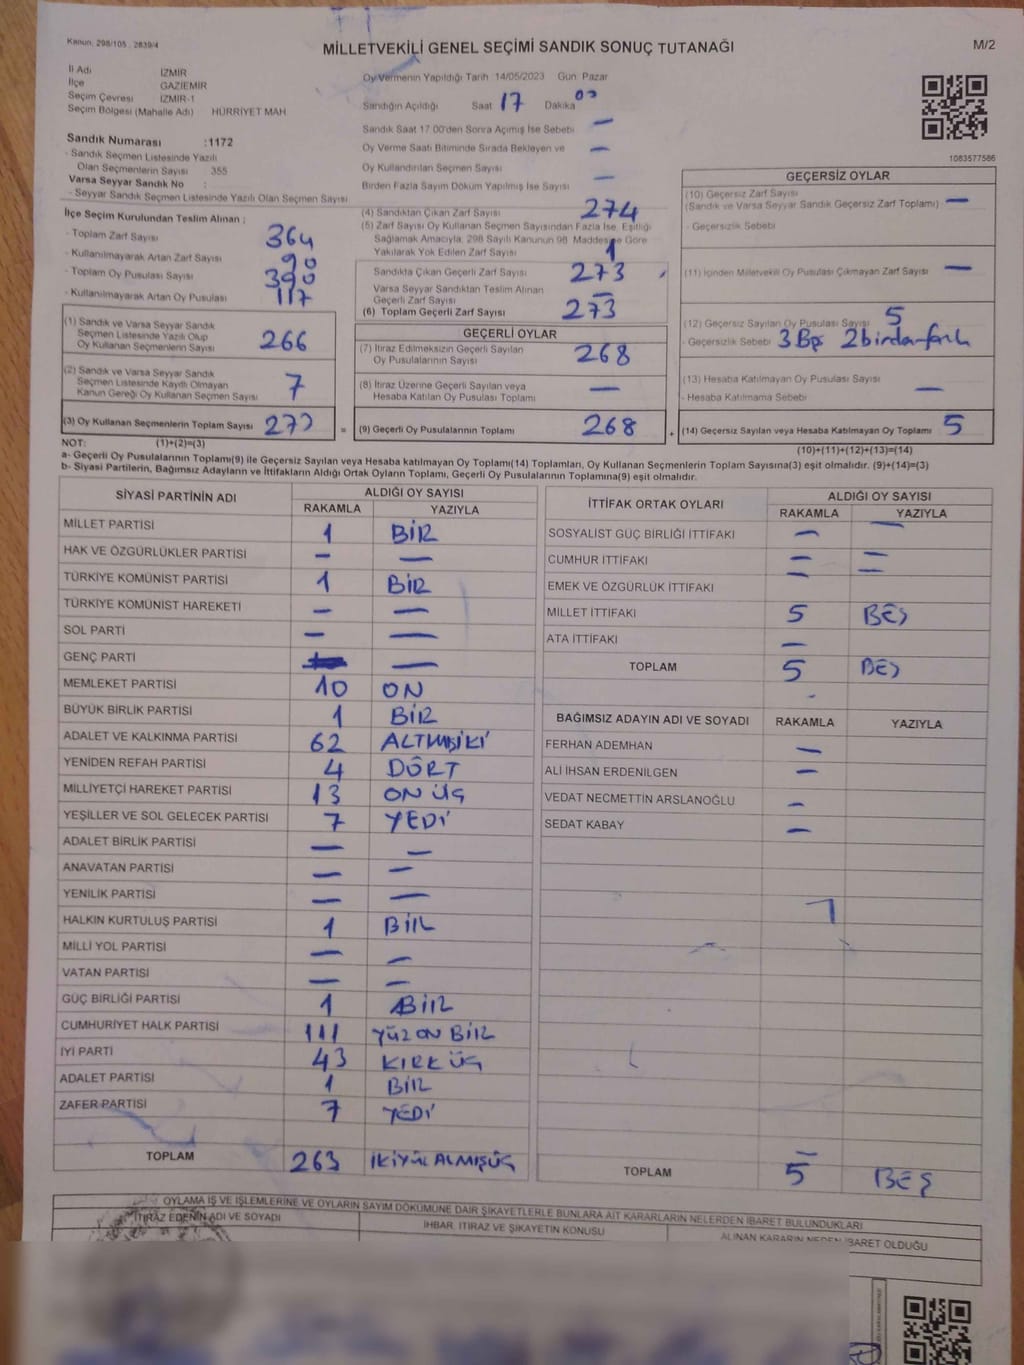 Kanun: 298/105 , 2839/4
MİLLETVEKİLİ GENEL SEÇİMİ SANDIK SONUÇ TUTANAĞI
M/2
İl Adı İZMİR
İlçe GAZİEMİR
Seçim Çevresi İZMİR-1
Seçim Bölgesi (Mahalle Adı) HÜRRİYET MAH
Oy Vermenin Yapıldığı Tarih 14/05/2023 Gün Pazar
Sandığın Açıldığı Saat 17 Dakika 00
Sandık Saat 17 00'den Sonra Açılmış İse Sebebi —
Oy Verme Saati Bitiminde Sırada Bekleyen ve
Oy Kullandırılan Seçmen Sayısı —
Birden Fazla Sayım Döküm Yapılmış İse Sayısı —
1083577586
Sandık Numarası :1172
- Sandık Seçmen Listesinde Yazılı
Olan Seçmenlerin Sayısı 355
Varsa Seyyar Sandık No :
- Seyyar Sandık Seçmen Listesinde Yazılı Olan Seçmen Sayısı
İlçe Seçim Kurulundan Teslim Alınan ;
- Toplam Zarf Sayısı 364
- Kullanılmayarak Artan Zarf Sayısı 90
- Toplam Oy Pusulası Sayısı 390
- Kullanılmayarak Artan Oy Pusulası 117
(1) Sandık ve Varsa Seyyar Sandık
Seçmen Listesinde Yazılı Olup
Oy Kullanan Seçmenlerin Sayısı 266
(2) Sandık ve Varsa Seyyar Sandık
Seçmen Listesinde Kayıtlı Olmayan
Kanun Gereği Oy Kullanan Seçmen Sayısı 7
(3) Oy Kullanan Seçmenlerin Toplam Sayısı 273 =
(4) Sandıktan Çıkan Zarf Sayısı 274
(5) Zarf Sayısı Oy Kullanan Seçmen Sayısından Fazla İse, Eşitliği
Sağlamak Amacıyla, 298 Sayılı Kanunun 98 Maddesine Göre
Yakılarak Yok Edilen Zarf Sayısı 1
Sandıkta Çıkan Geçerli Zarf Sayısı 273
Varsa Seyyar Sandıktan Teslim Alınan
Geçerli Zarf Sayısı —
(6) Toplam Geçerli Zarf Sayısı 273
GEÇERLİ OYLAR
(7) İtiraz Edilmeksizin Geçerli Sayılan
Oy Pusulalarının Sayısı 268
(8) İtiraz Üzerine Geçerli Sayılan veya
Hesaba Katılan Oy Pusulası Toplamı —
(9) Geçerli Oy Pusulalarının Toplamı 268 +
GEÇERSİZ OYLAR
(10) Geçersiz Zarf Sayısı
(Sandık ve Varsa Seyyar Sandık Geçersiz Zarf Toplamı) —
- Geçersizlik Sebebi
(11) İçinden Milletvekili Oy Pusulası Çıkmayan Zarf Sayısı —
(12) Geçersiz Sayılan Oy Pusulası Sayısı 5
- Geçersizlik Sebebi 3 Boş 2 birden fazla
(13) Hesaba Katılmayan Oy Pusulası Sayısı
- Hesaba Katılmama Sebebi —
(14) Geçersiz Sayılan veya Hesaba Katılmayan Oy Toplamı 5
NOT: (1)+(2)=(3)
(10)+(11)+(12)+(13)=(14)
a- Geçerli Oy Pusulalarının Toplamı(9) ile Geçersiz Sayılan veya Hesaba katılmayan Oy Toplamı(14) Toplamları, Oy Kullanan Seçmenlerin Toplam Sayısına(3) eşit olmalıdır. (9)+(14)=(3)
b- Siyasi Partilerin, Bağımsız Adayların ve İttifakların Aldığı Ortak Oyların Toplamı, Geçerli Oy Pusulalarının Toplamına(9) eşit olmalıdır.
SİYASİ PARTİNİN ADI ALDIĞI OY SAYISI
RAKAMLA YAZIYLA
MİLLET PARTİSİ 1 BİR
HAK VE ÖZGÜRLÜKLER PARTİSİ — —
TÜRKİYE KOMÜNİST PARTİSİ 1 BİR
TÜRKİYE KOMÜNİST HAREKETİ — —
SOL PARTİ — —
GENÇ PARTİ —
MEMLEKET PARTİSİ 10 ON
BÜYÜK BİRLİK PARTİSİ 1 BİR
ADALET VE KALKINMA PARTİSİ 62 ALTMIŞİKİ
YENİDEN REFAH PARTİSİ 4 DÖRT
MİLLİYETÇİ HAREKET PARTİSİ 13 ON ÜÇ
YEŞİLLER VE SOL GELECEK PARTİSİ 7 YEDİ
ADALET BİRLİK PARTİSİ — —
ANAVATAN PARTİSİ — —
YENİLİK PARTİSİ — —
HALKIN KURTULUŞ PARTİSİ 1 BİR
MİLLİ YOL PARTİSİ — —
VATAN PARTİSİ — —
GÜÇ BİRLİĞİ PARTİSİ 1 BİR
CUMHURİYET HALK PARTİSİ 111 YÜZ ON BİR
İYİ PARTİ 43 KIRK ÜÇ
ADALET PARTİSİ 1 BİR
ZAFER PARTİSİ 7 YEDİ
TOPLAM 263 İKİYÜZ ALMIŞÜÇ
İTTİFAK ORTAK OYLARI ALDIĞI OY SAYISI
RAKAMLA YAZIYLA
SOSYALİST GÜÇ BİRLİĞİ İTTİFAKI — —
CUMHUR İTTİFAKI — —
EMEK VE ÖZGÜRLÜK İTTİFAKI — —
MİLLET İTTİFAKI 5 BEŞ
ATA İTTİFAKI —
TOPLAM 5 BEŞ
BAĞIMSIZ ADAYIN ADI VE SOYADI RAKAMLA YAZIYLA
FERHAN ADEMHAN —
ALİ İHSAN ERDENİLGEN —
VEDAT NECMETTİN ARSLANOĞLU —
SEDAT KABAY —
TOPLAM 5 BEŞ
OYLAMA İŞ VE İŞLEMLERİNE VE OYLARIN SAYIM DÖKÜMÜNE DAİR ŞİKAYETLERLE BUNLARA AİT KARARLARIN NELERDEN İBARET BULUNDUKLARI
İTİRAZ EDENİN ADI VE SOYADI
İHBAR, İTİRAZ VE ŞİKAYETİN KONUSU
ALINAN KARARIN NEDEN İBARET OLDUĞU